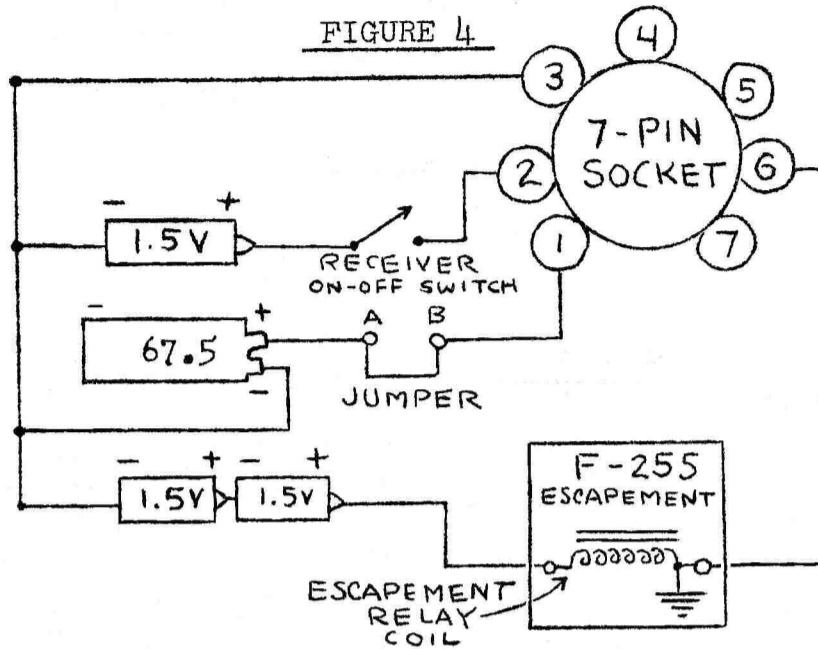 FIGURE 4
4
3
5
7-PIN
SOCKET
2
6
1
7
- +
1.5V
RECEIVER
ON-OFF SWITCH
- +
67.5
-
A B
JUMPER
- + - +
1.5V 1.5V
F-255
ESCAPEMENT
ESCAPEMENT
RELAY
COIL